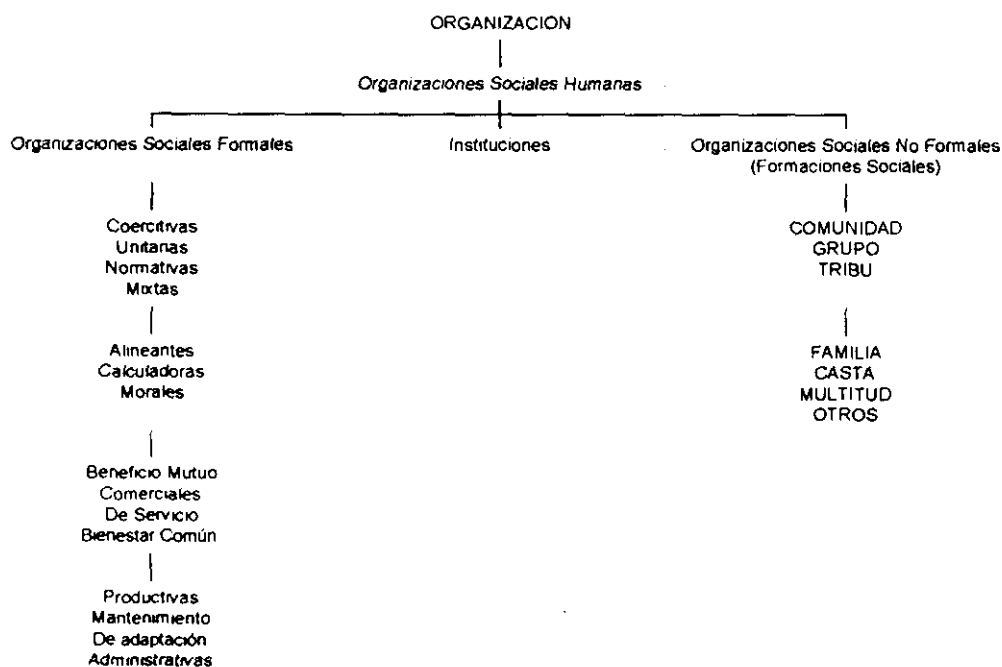 ORGANIZACION
Organizaciones Sociales Humanas
Organizaciones Sociales Formales
Instituciones
Organizaciones Sociales No Formales
(Formaciones Sociales)
Coercitivas
Unitarias
Normativas
Mixtas
Alineantes
Calculadoras
Morales
Beneficio Mutuo
Comerciales
De Servicio
Bienestar Común
Productivas
Mantenimiento
De adaptación
Administrativas
COMUNIDAD
GRUPO
TRIBU
FAMILIA
CASTA
MULTITUD
OTROS